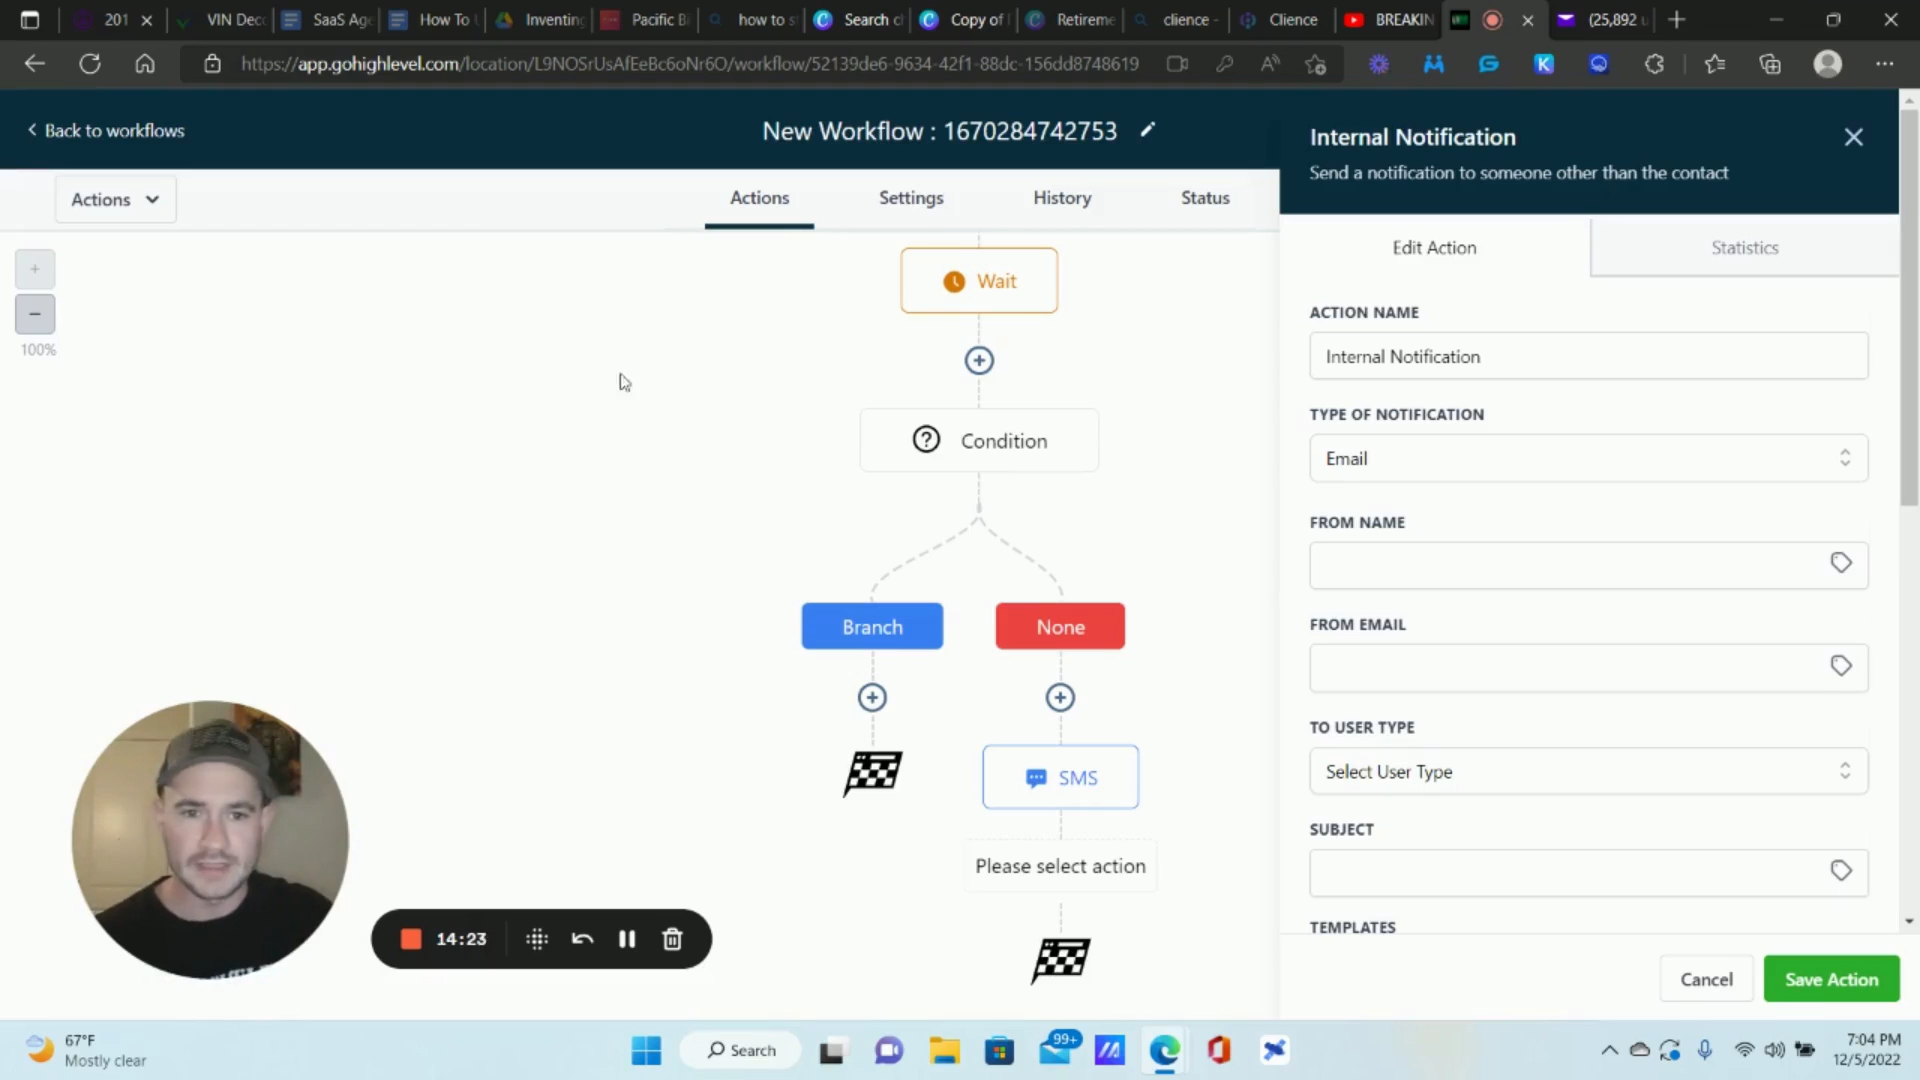 201
VIN Dec
SaaS Age
How To
Inventing
Pacific B
how to s
Search c
Copy of
Retireme
clience -
Clience
BREAKIN
(25,892 u
https://app.gohighlevel.com/location/L9NOSrUsAfEeBc6oNr6O/workflow/52139de6-9634-42f1-88dc-156dd8748619
Back to workflows
New Workflow : 1670284742753
Internal Notification
Send a notification to someone other than the contact
Actions
Actions
Settings
History
Status
Edit Action
Statistics
100%
Wait
Condition
Branch
None
SMS
Please select action
ACTION NAME
Internal Notification
TYPE OF NOTIFICATION
Email
FROM NAME
FROM EMAIL
TO USER TYPE
Select User Type
SUBJECT
TEMPLATES
Cancel
Save Action
14:23
67°F
Mostly clear
Search
99+
7:04 PM
12/5/2022